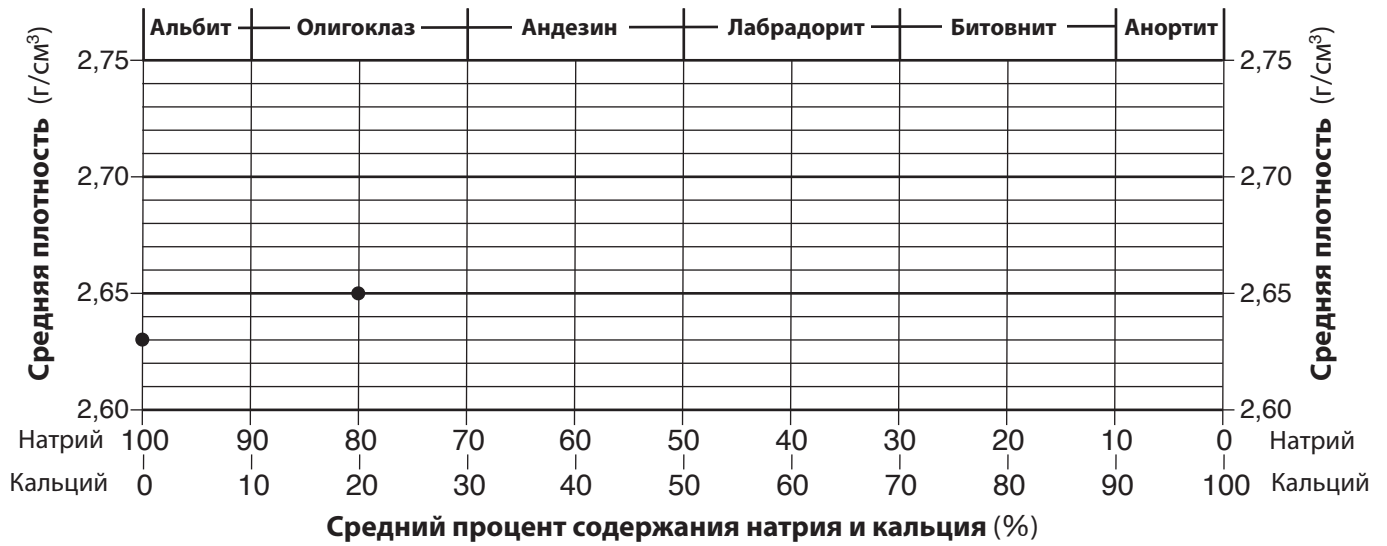 Альбит Олигоклаз Андезин Лабрадорит Битовнит Анортит
2,75 2,75
2,70 2,70
2,65 2,65
2,60 2,60
Средняя плотность (г/см³)
Средняя плотность (г/см³)
Натрий 100 90 80 70 60 50 40 30 20 10 0 Натрий
Кальций 0 10 20 30 40 50 60 70 80 90 100 Кальций
Средний процент содержания натрия и кальция (%)